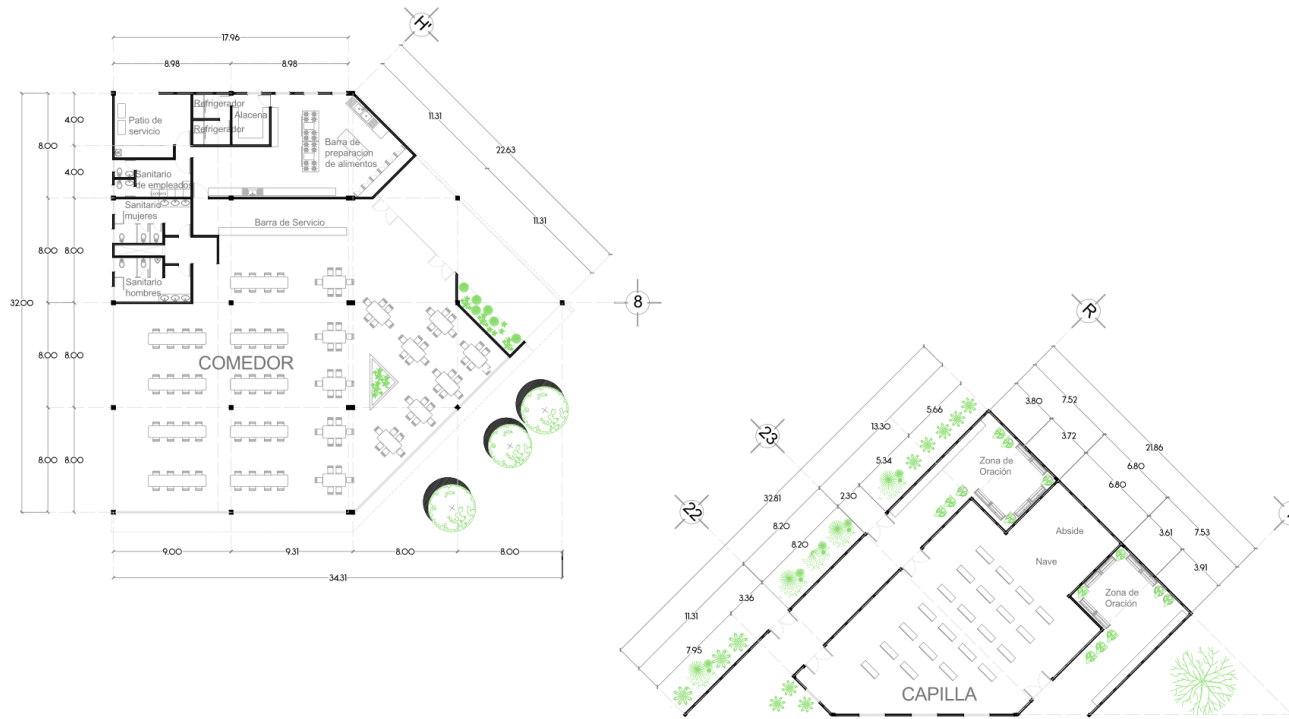 H'
17.96
8.98
8.98
11.31
22.63
11.31
4.00
8.00
4.00
8.00
8.00
32.00
8.00
8.00
8.00
8.00
Refrigerador
Alacena
Patio de
servicio
Refrigerador
Barra de
preparación
de alimentos
Sanitario
de empleados
Sanitario
mujeres
Barra de Servicio
Sanitario
hombres
COMEDOR
8
9.00
9.31
8.00
8.00
34.31
R
23
22
3.80
7.52
3.72
21.86
6.80
6.80
3.61
7.53
3.91
5.66
13.30
5.34
32.81
2.30
8.20
8.20
3.36
11.31
7.95
Zona de
Oración
Abside
Nave
Zona de
Oración
CAPILLA